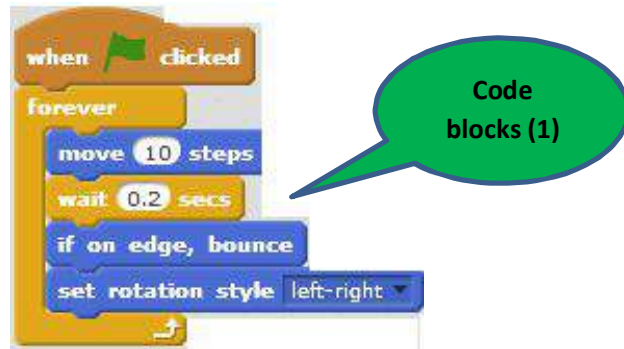 when clicked
forever
move 10 steps
wait 0.2 secs
if on edge, bounce
set rotation style left-right
Code
blocks (1)